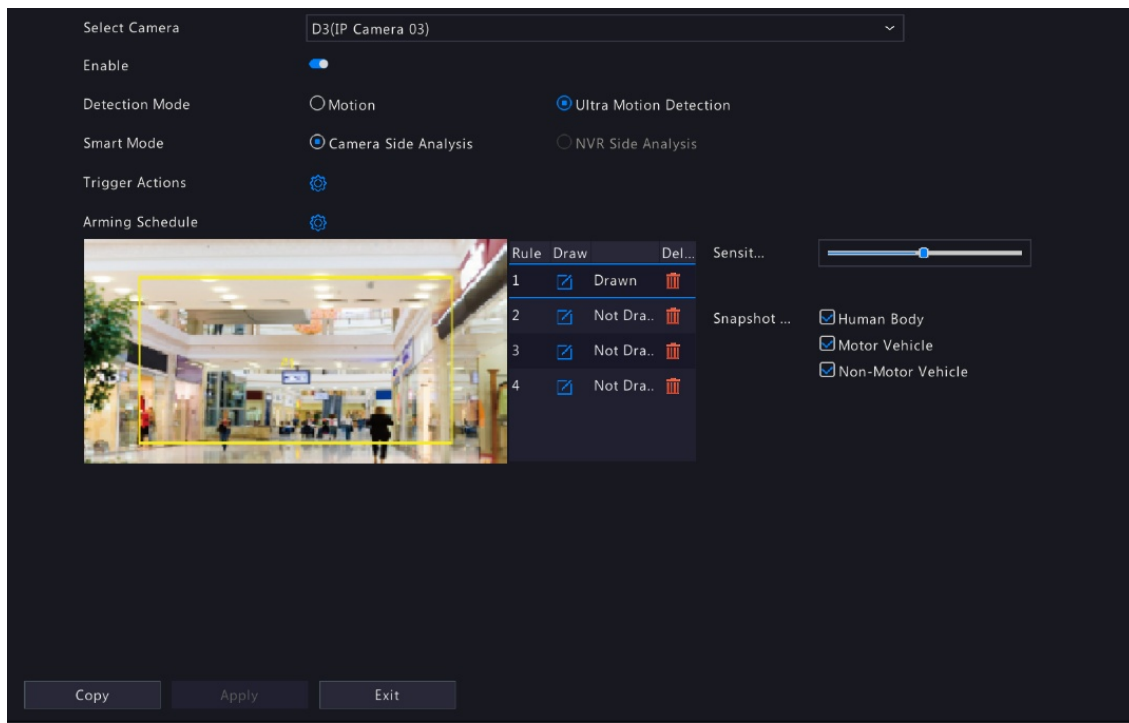 Select Camera D3(IP Camera 03)
Enable
Detection Mode Motion Ultra Motion Detection
Smart Mode Camera Side Analysis NVR Side Analysis
Trigger Actions
Arming Schedule
Rule Draw Del... Sensit...
1 Drawn
2 Not Dra.. Snapshot ... Human Body
Motor Vehicle
3 Not Dra..
Non-Motor Vehicle
4 Not Dra..
Copy Apply Exit